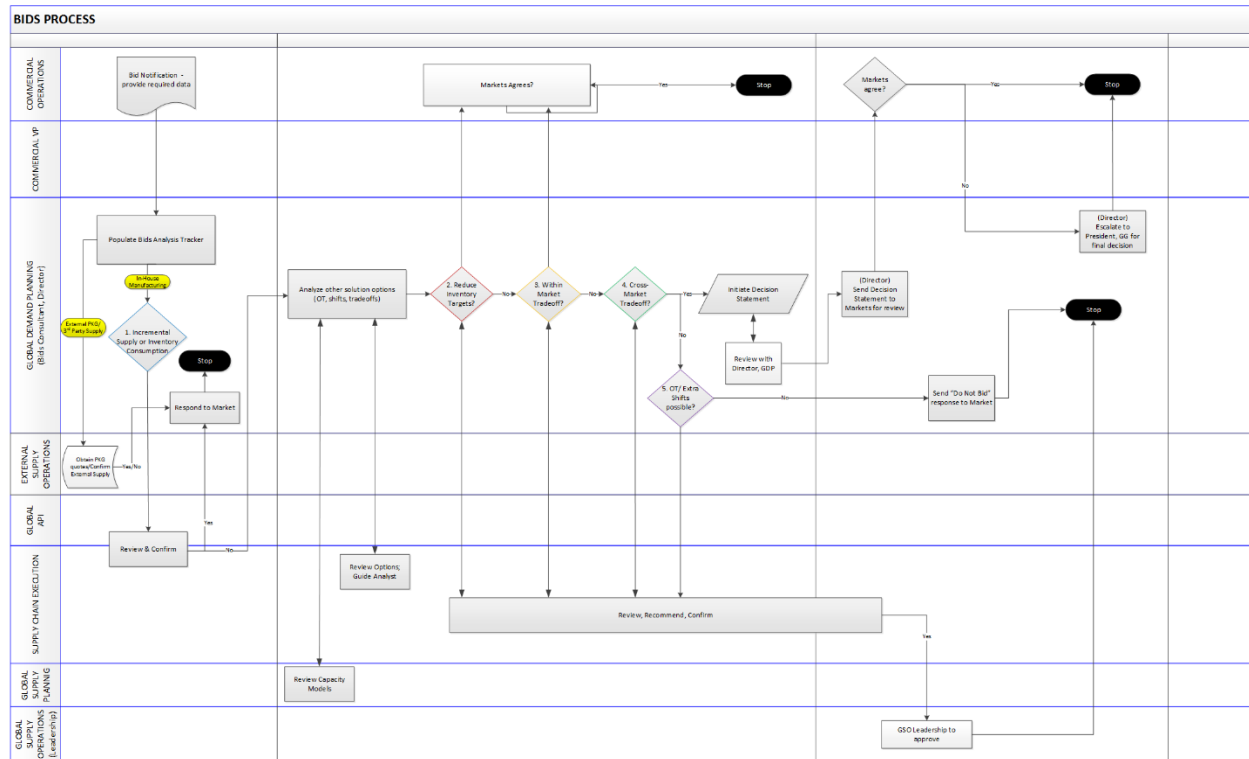 BIDS PROCESS
COMMERCIAL
OPERATIONS
Bid Notification -
provide required data
Markets Agrees?
Yes
Stop
Markets
agree?
Yes
Stop
COMMERCIAL VP
No
GLOBAL DEMAND PLANNING
(Bids Consultant, Director)
Populate Bids Analysis Tracker
In-House
Manufacturing
External PKG/
3rd Party Supply
1. Incremental
Supply or Inventory
Consumption
Stop
Respond to Market
Analyze other solution options
(OT, shifts, tradeoffs)
2. Reduce
Inventory
Targets?
No
3. Within
Market
Tradeoff?
No
4. Cross-
Market
Tradeoff?
Yes
No
Initiate Decision
Statement
Review with
Director, GDP
5. OT/ Extra
Shifts
possible?
No
(Director)
Send Decision
Statement to
Markets for review
(Director)
Escalate to
President, GG for
final decision
Stop
Send "Do Not Bid"
response to Market
EXTERNAL
SUPPLY
OPERATIONS
Obtain PKG
quotes/Confirm
External Supply
Yes/No
GLOBAL
API
Yes
Review & Confirm
No
SUPPLY CHAIN EXECUTION
Review Options;
Guide Analyst
Review, Recommend, Confirm
Yes
GLOBAL
SUPPLY
PLANNIG
Review Capacity
Models
GLOBAL
SUPPLY
OPERATIONS
(Leadership)
GSO Leadership to
approve